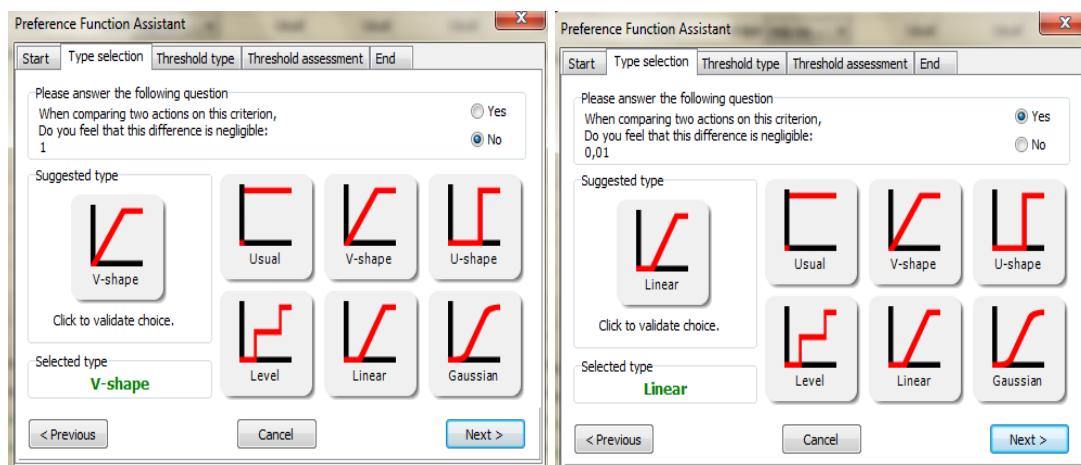 Preference Function Assistant
Start Type selection Threshold type Threshold assessment End
Please answer the following question
When comparing two actions on this criterion,
Do you feel that this difference is negligible:
1
Yes
No
Suggested type
V-shape
Click to validate choice.
Usual V-shape U-shape
Level Linear Gaussian
Selected type
V-shape
< Previous Cancel Next >
Preference Function Assistant
Start Type selection Threshold type Threshold assessment End
Please answer the following question
When comparing two actions on this criterion,
Do you feel that this difference is negligible:
0,01
Yes
No
Suggested type
Linear
Click to validate choice.
Usual V-shape U-shape
Level Linear Gaussian
Selected type
Linear
< Previous Cancel Next >